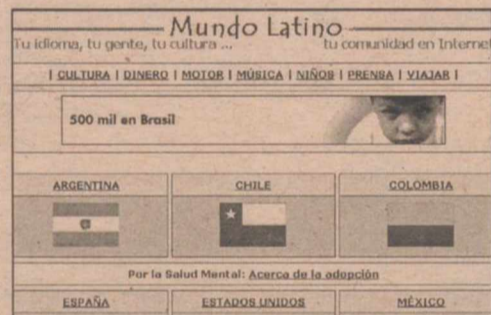 Mundo Latino
Tu idioma, tu gente, tu cultura ... tu comunidad en Internet
| CULTURA | DINERO | MOTOR | MÚSICA | NIÑOS | PRENSA | VIAJAR |
500 mil en Brasil
ARGENTINA CHILE COLOMBIA
Por la Salud Mental: Acerca de la adopción
ESPAÑA ESTADOS UNIDOS MÉXICO